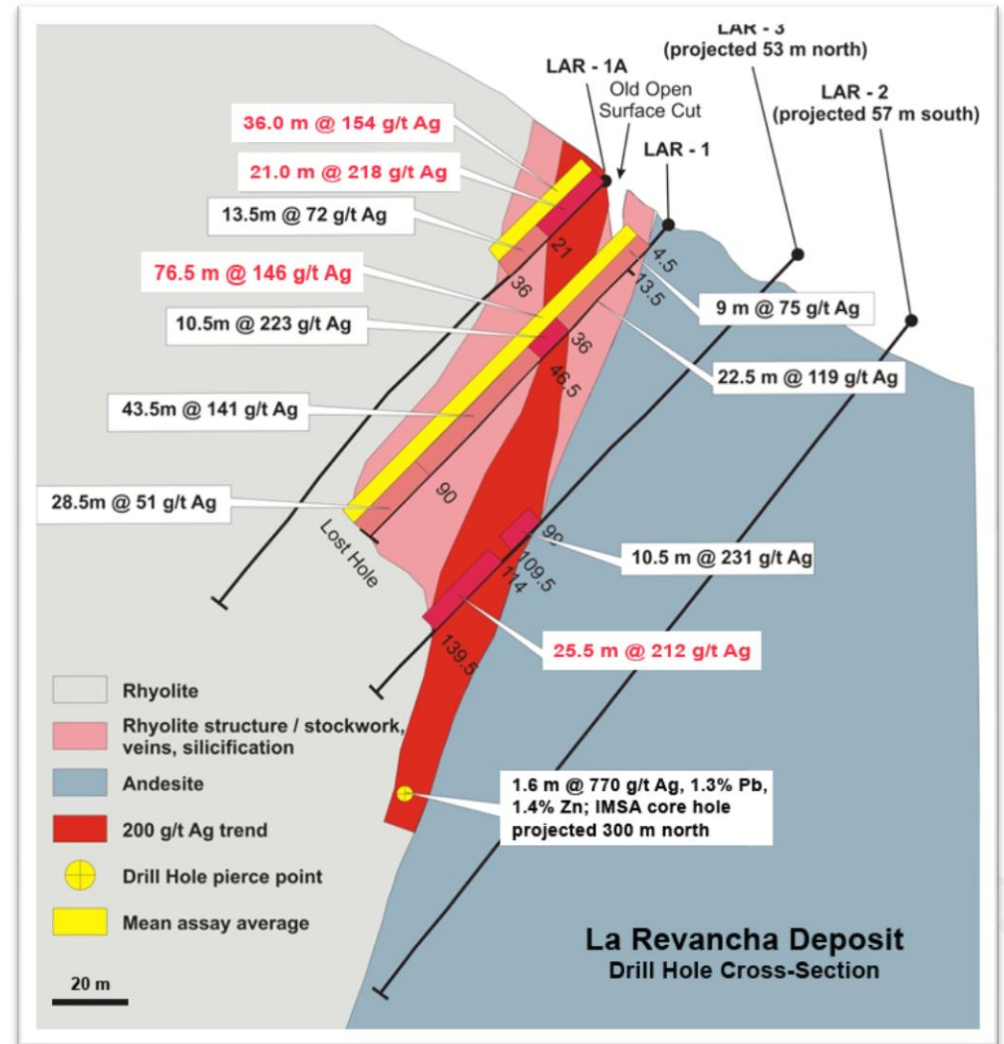 LAR - 3
(projected 53 m north)
LAR - 1A
Old Open
Surface Cut
LAR - 2
(projected 57 m south)
LAR - 1
36.0 m @ 154 g/t Ag
21.0 m @ 218 g/t Ag
13.5m @ 72 g/t Ag
76.5 m @ 146 g/t Ag
10.5m @ 223 g/t Ag
43.5m @ 141 g/t Ag
28.5m @ 51 g/t Ag
Lost Hole
21
36
4.5
13.5
36
46.5
90
9 m @ 75 g/t Ag
22.5 m @ 119 g/t Ag
99
109.5
114
139.5
10.5 m @ 231 g/t Ag
25.5 m @ 212 g/t Ag
1.6 m @ 770 g/t Ag, 1.3% Pb,
1.4% Zn; IMSA core hole
projected 300 m north
Rhyolite
Rhyolite structure / stockwork,
veins, silicification
Andesite
200 g/t Ag trend
Drill Hole pierce point
Mean assay average
20 m
La Revancha Deposit
Drill Hole Cross-Section